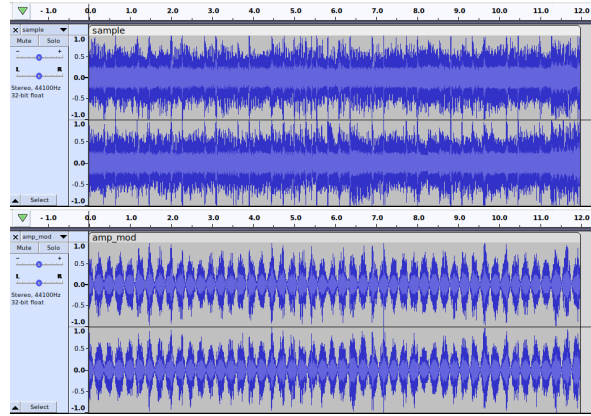 - 1.0 0.0 1.0 2.0 3.0 4.0 5.0 6.0 7.0 8.0 9.0 10.0 11.0 12.0
× sample
sample
Mute Solo
- +
L R
Stereo, 44100Hz
32-bit float
Select
1.0
0.5-
0.0-
-0.5-
-1.0
1.0
0.5-
0.0-
-0.5-
-1.0
- 1.0 0.0 1.0 2.0 3.0 4.0 5.0 6.0 7.0 8.0 9.0 10.0 11.0 12.0
× amp_mod
amp_mod
Mute Solo
- +
L R
Stereo, 44100Hz
32-bit float
Select
1.0
0.5-
0.0-
-0.5-
-1.0
1.0
0.5-
0.0-
-0.5-
-1.0